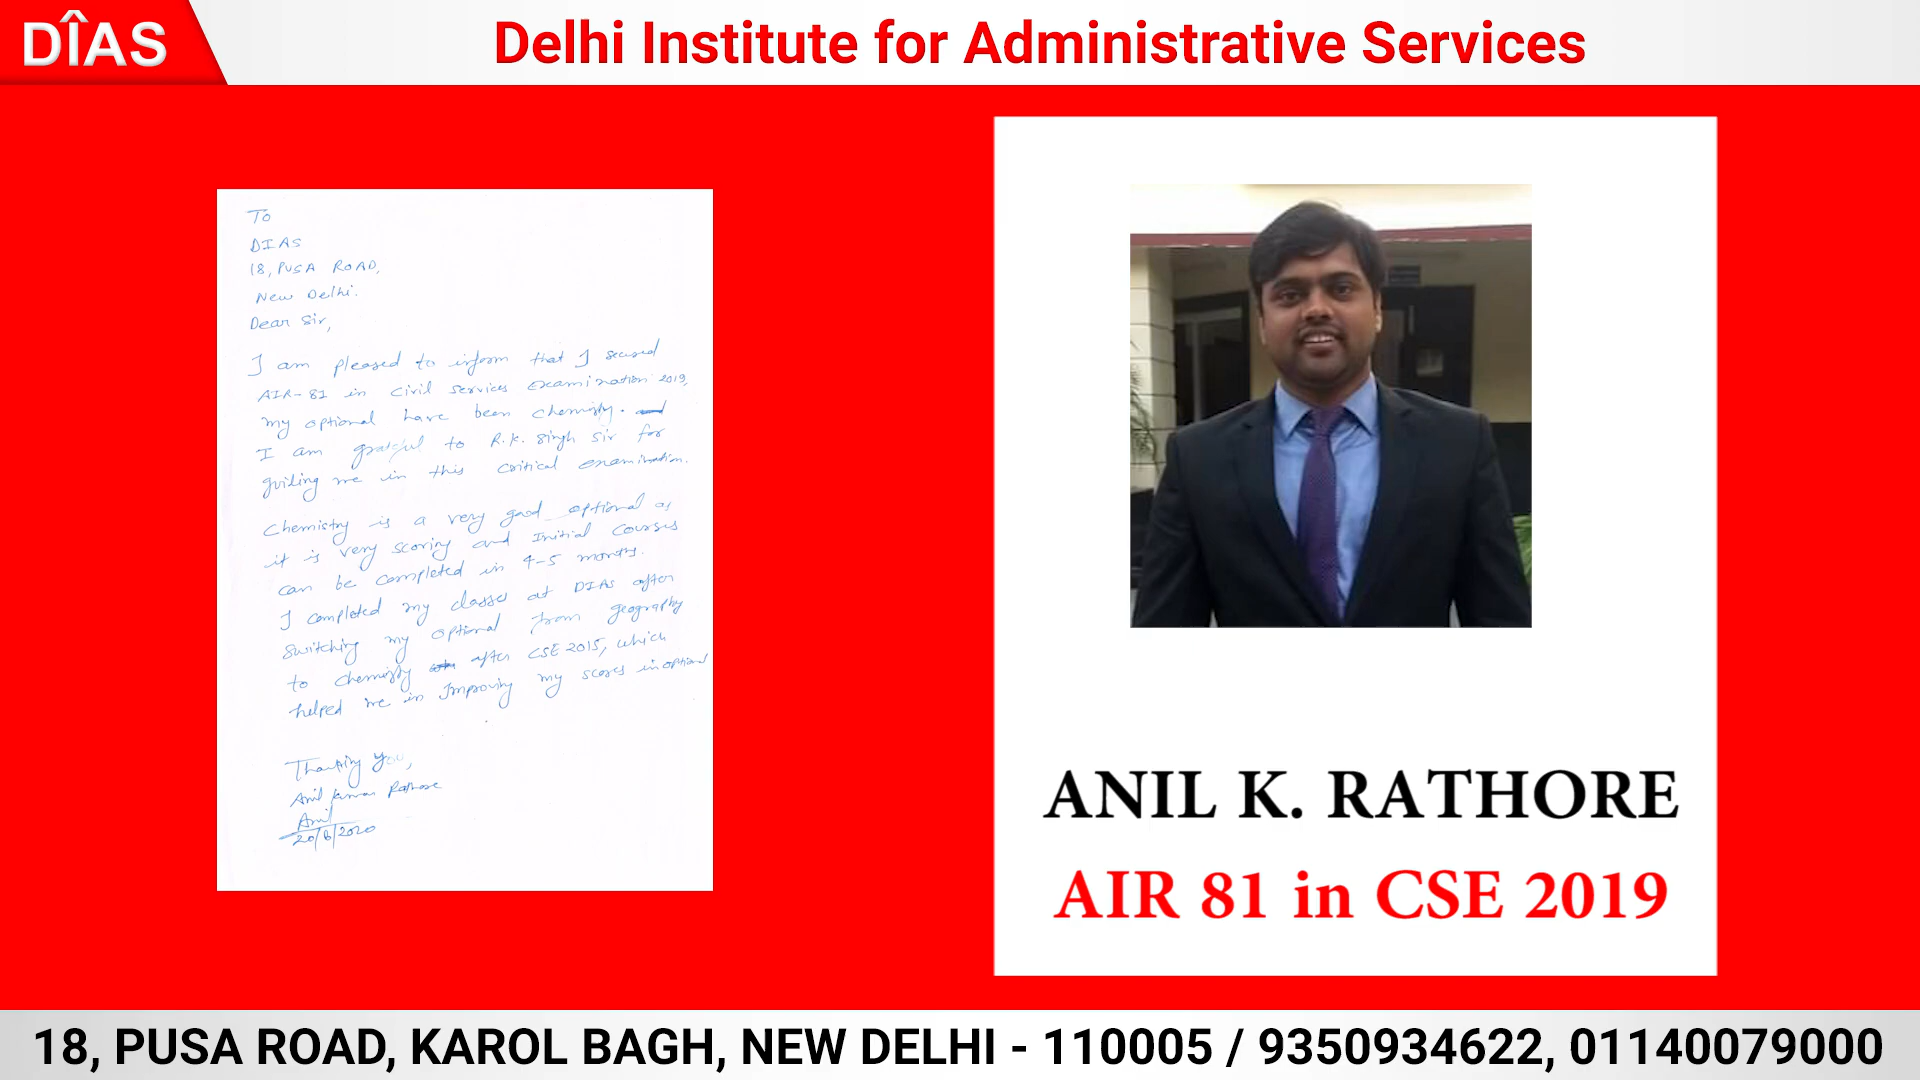 DÎAS
Delhi Institute for Administrative Services
To
DIAS
18, PUSA ROAD,
New Delhi.
Dear Sir,
I am pleased to inform that I secured
AIR-81 in Civil Services Examination 2019,
my optional have been chemistry.
I am grateful to R.K. Singh Sir for
guiding me in this critical examination.
Chemistry is a very good optional as
it is very scoring and Initial Courses
can be completed in 4-5 months.
I completed my classes at DIAS after
switching my optional from geography
to chemistry after CSE 2015, which
helped me in Improving my scores in optional
Thanking you,
Anil Kumar Rathore
Anil
20/8/2020
ANIL K. RATHORE
AIR 81 in CSE 2019
18, PUSA ROAD, KAROL BAGH, NEW DELHI - 110005 / 9350934622, 01140079000